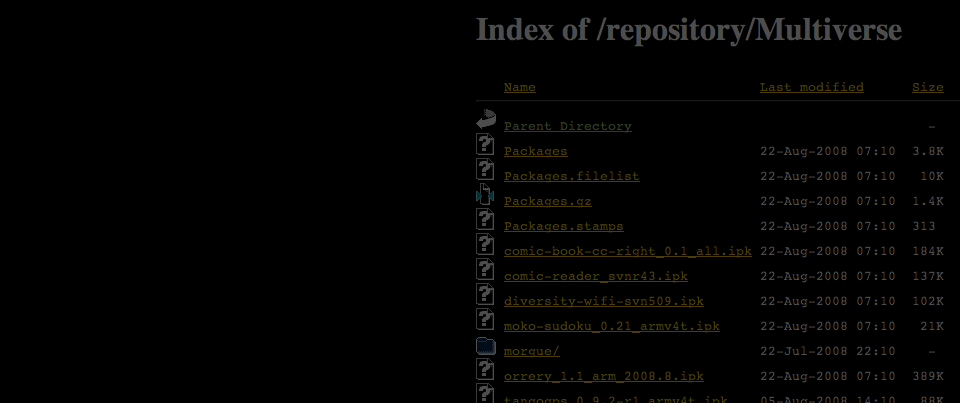 Index of /repository/Multiverse
Name Last modified Size
Parent Directory -
Packages 22-Aug-2008 07:10 3.8K
Packages.filelist 22-Aug-2008 07:10 10K
Packages.gz 22-Aug-2008 07:10 1.4K
Packages.stamps 22-Aug-2008 07:10 313
comic-book-cc-right_0.1_all.ipk 22-Aug-2008 07:10 184K
comic-reader_svnr43.ipk 22-Aug-2008 07:10 137K
diversity-wifi-svn509.ipk 22-Aug-2008 07:10 102K
moko-sudoku_0.21_armv4t.ipk 22-Aug-2008 07:10 21K
morgue/ 22-Jul-2008 22:10 -
orrery_1.1_arm_2008.8.ipk 22-Aug-2008 07:10 389K
tangogps_0.9.2-r1_armv4t.ipk 05-Aug-2008 14:10 88K